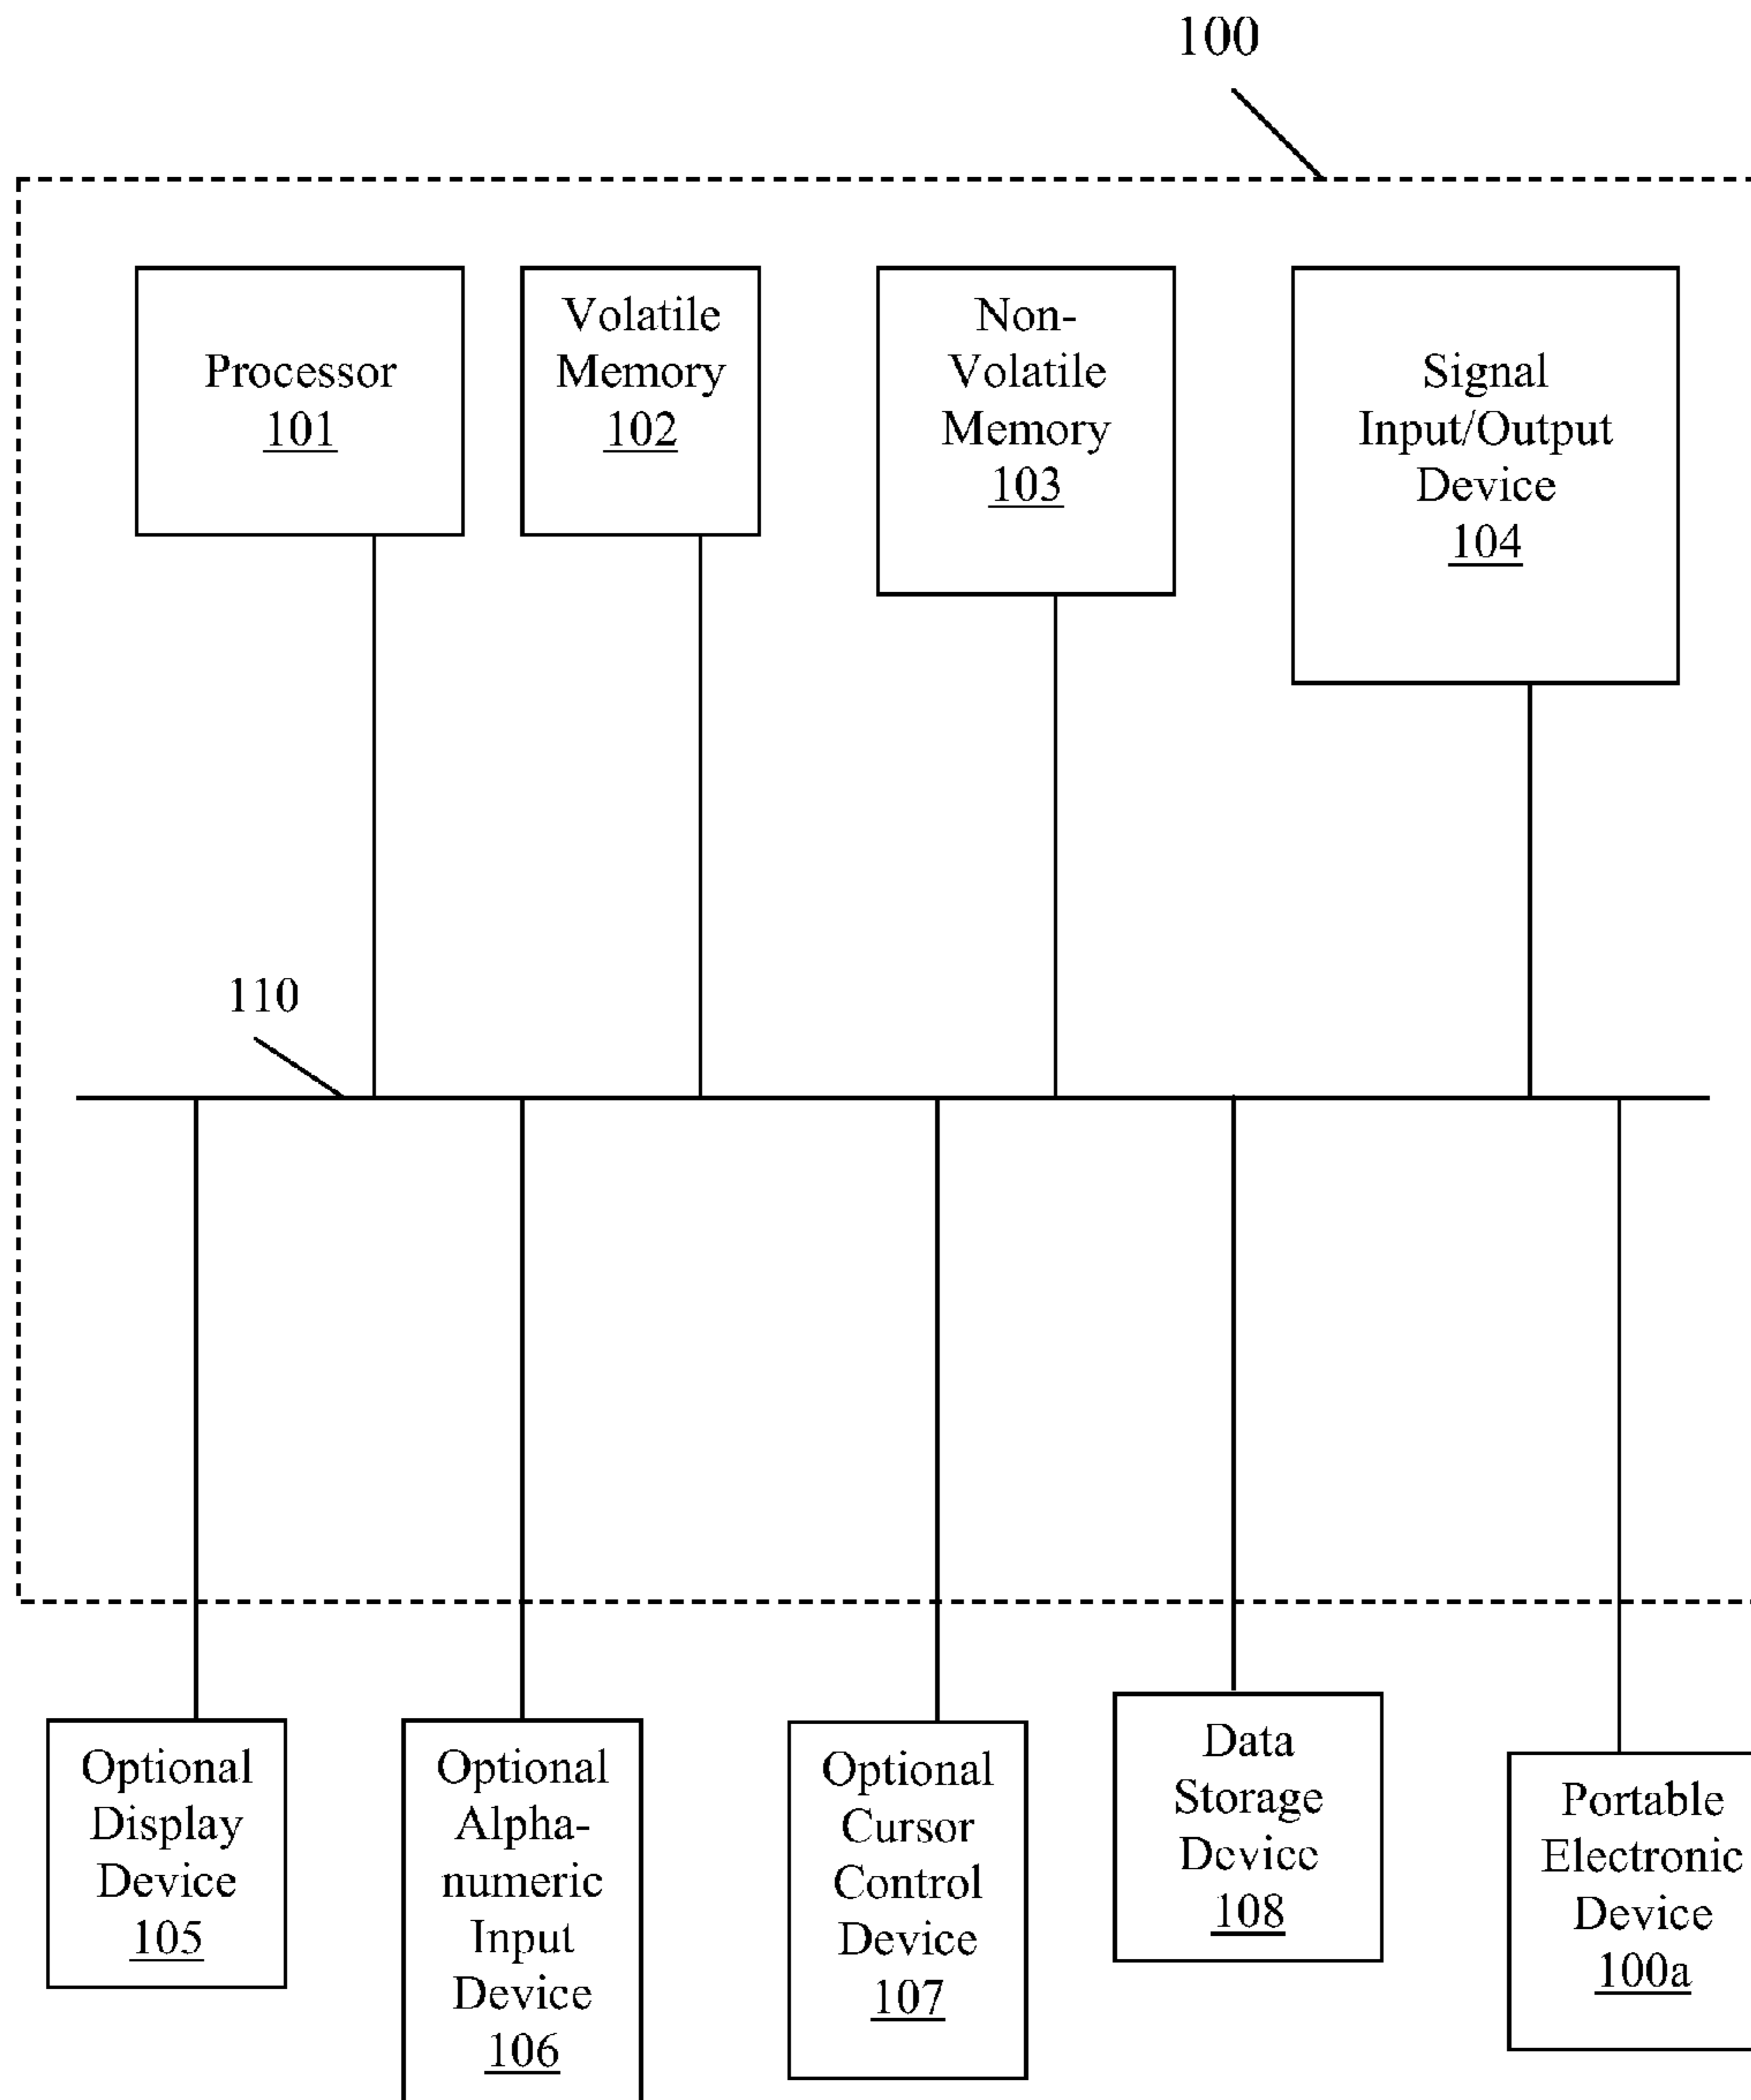 100
Processor
101
Volatile
Memory
102
Non-
Volatile
Memory
103
Signal
Input/Output
Device
104
110
Optional
Display
Device
105
Optional
Alpha-
numeric
Input
Device
106
Optional
Cursor
Control
Device
107
Data
Storage
Device
108
Portable
Electronic
Device
100a